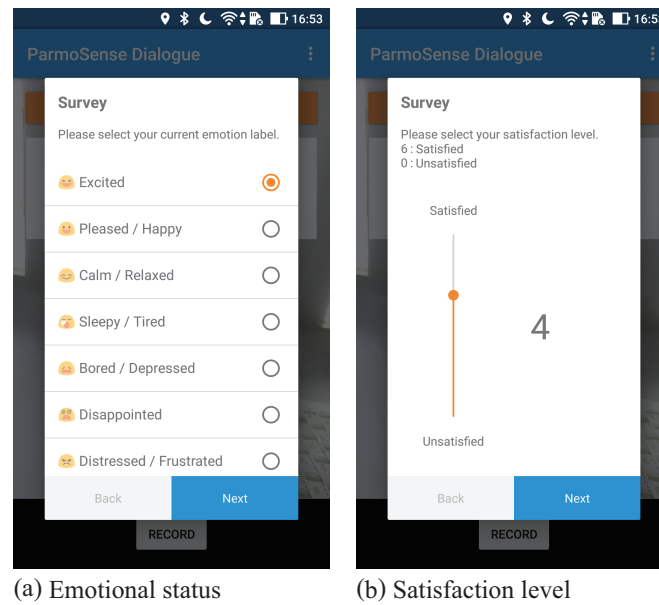 16:53
ParmoSense Dialogue
Survey
Please select your current emotion label.
Excited
Pleased / Happy
Calm / Relaxed
Sleepy / Tired
Bored / Depressed
Disappointed
Distressed / Frustrated
Back
Next
RECORD
(a) Emotional status
16:53
ParmoSense Dialogue
Survey
Please select your satisfaction level.
6 : Satisfied
0 : Unsatisfied
Satisfied
4
Unsatisfied
Back
Next
RECORD
(b) Satisfaction level